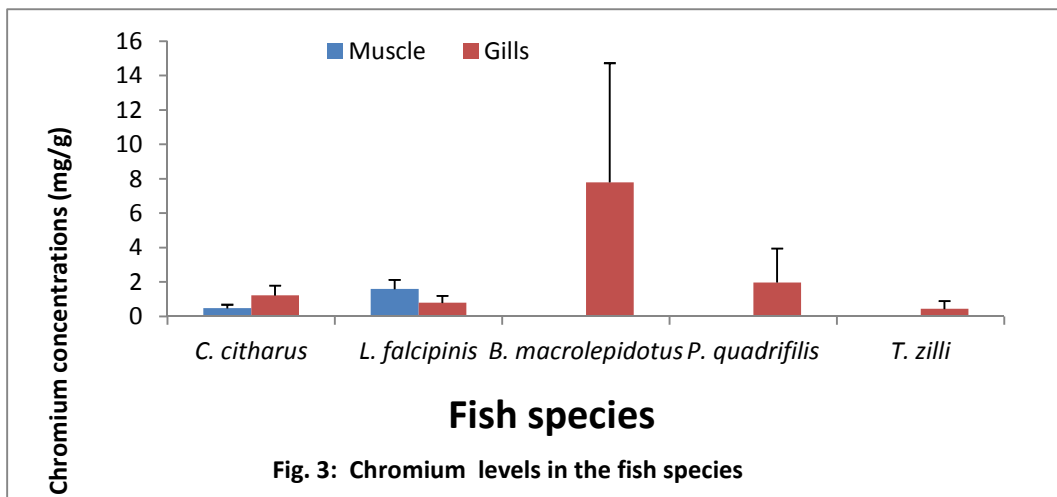 Chromium concentrations (mg/g)
16
14
12
10
8
6
4
2
0
Muscle Gills
C. citharus L. falcipinis B. macrolepidotus P. quadrifilis T. zilli
Fish species
Fig. 3: Chromium levels in the fish species